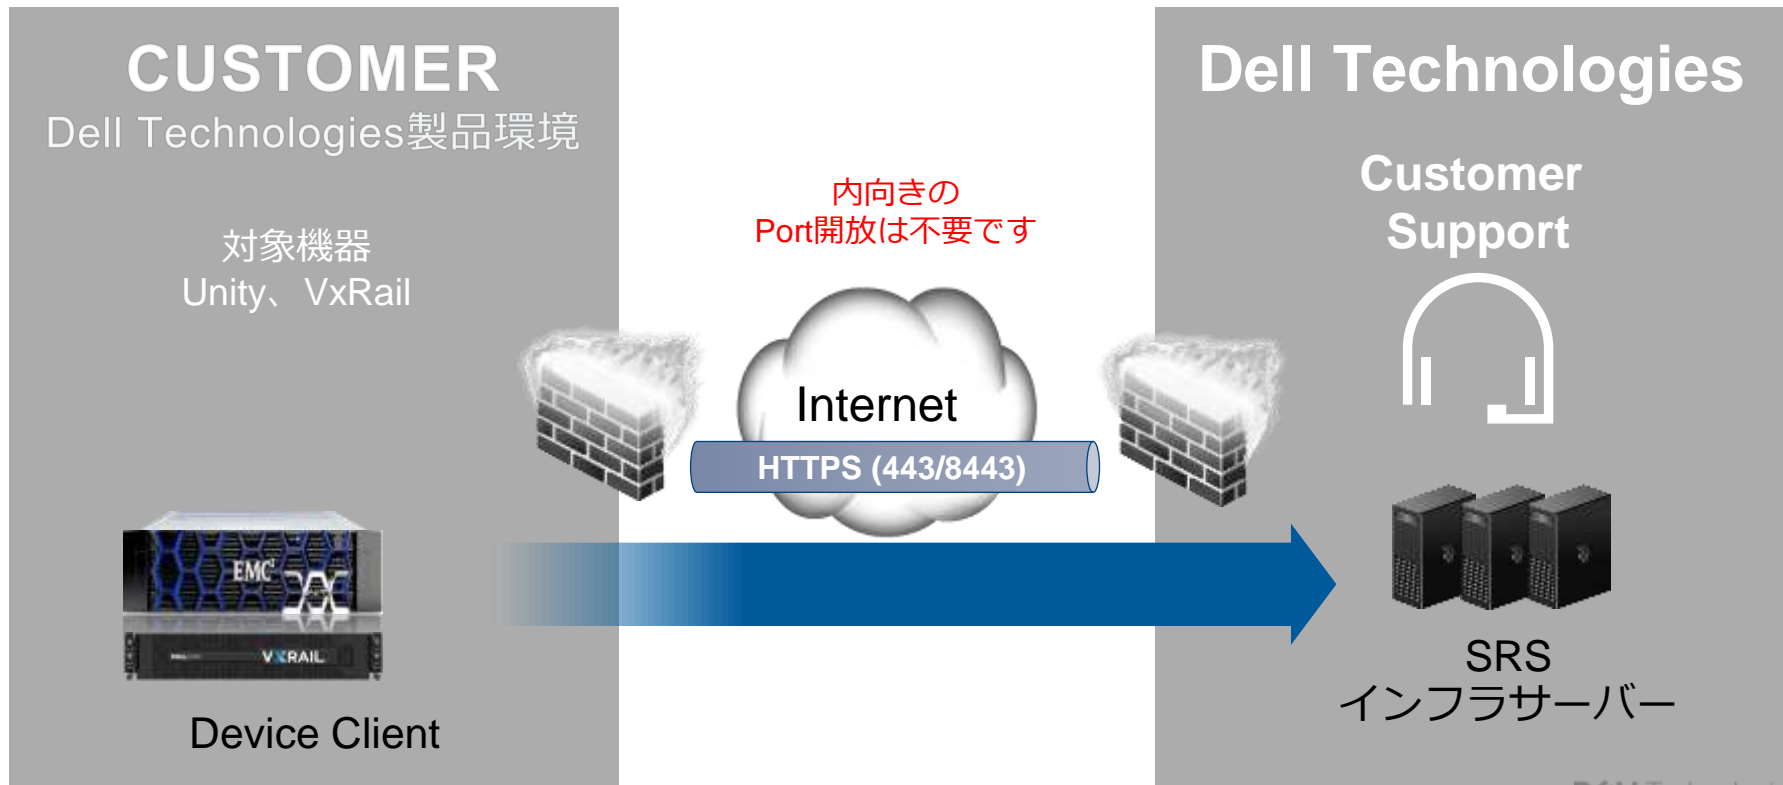 CUSTOMER
Dell Technologies製品環境
対象機器
Unity、VxRail
EMC²
VXRAIL
Device Client
内向きの
Port開放は不要です
Internet
HTTPS (443/8443)
Dell Technologies
Customer
Support
SRS
インフラサーバー